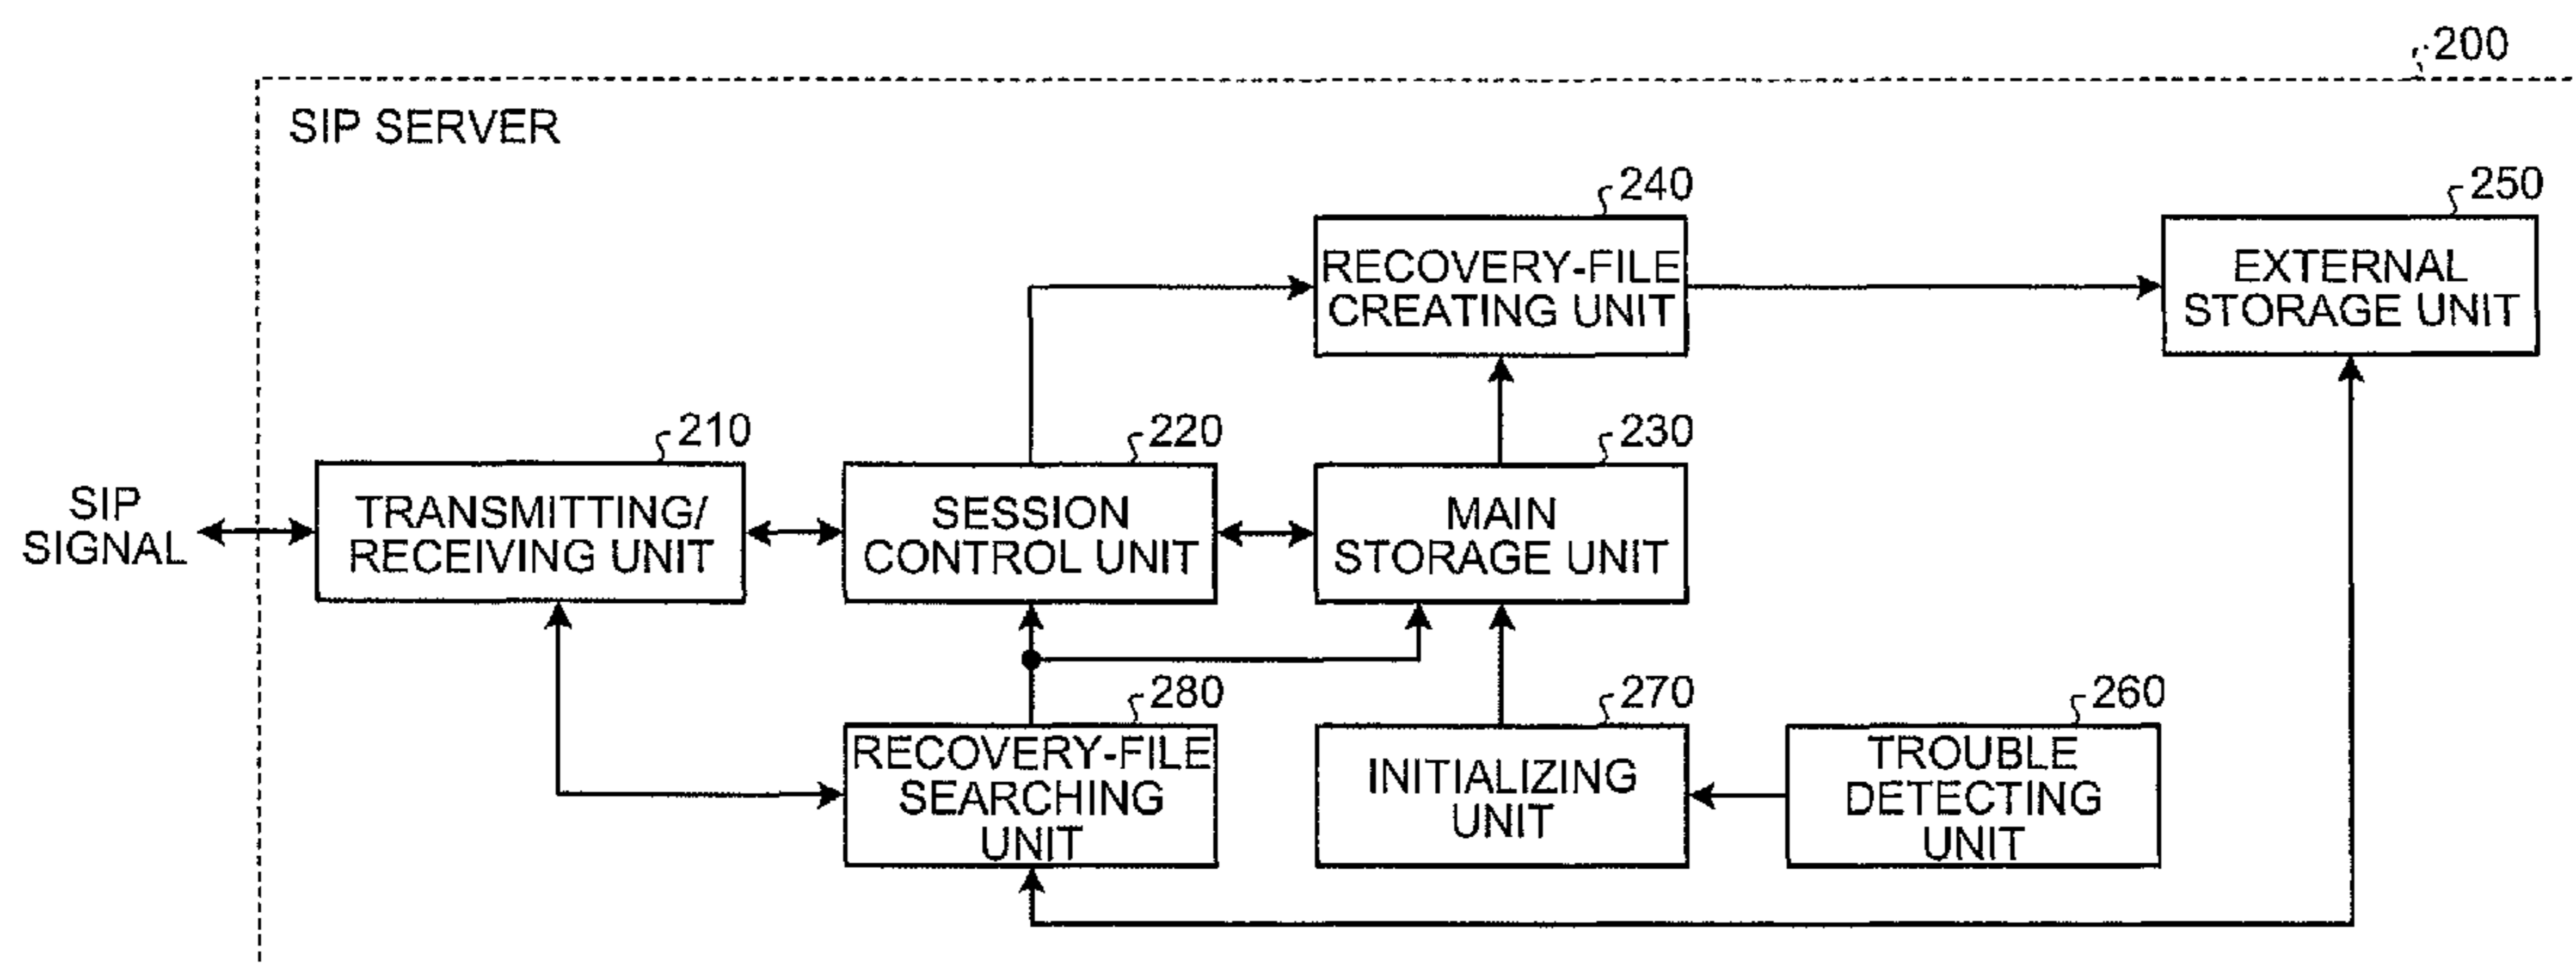 200
SIP SERVER
240
RECOVERY-FILE
CREATING UNIT
250
EXTERNAL
STORAGE UNIT
SIP
SIGNAL
210
TRANSMITTING/
RECEIVING UNIT
220
SESSION
CONTROL UNIT
230
MAIN
STORAGE UNIT
280
RECOVERY-FILE
SEARCHING
UNIT
270
INITIALIZING
UNIT
260
TROUBLE
DETECTING
UNIT